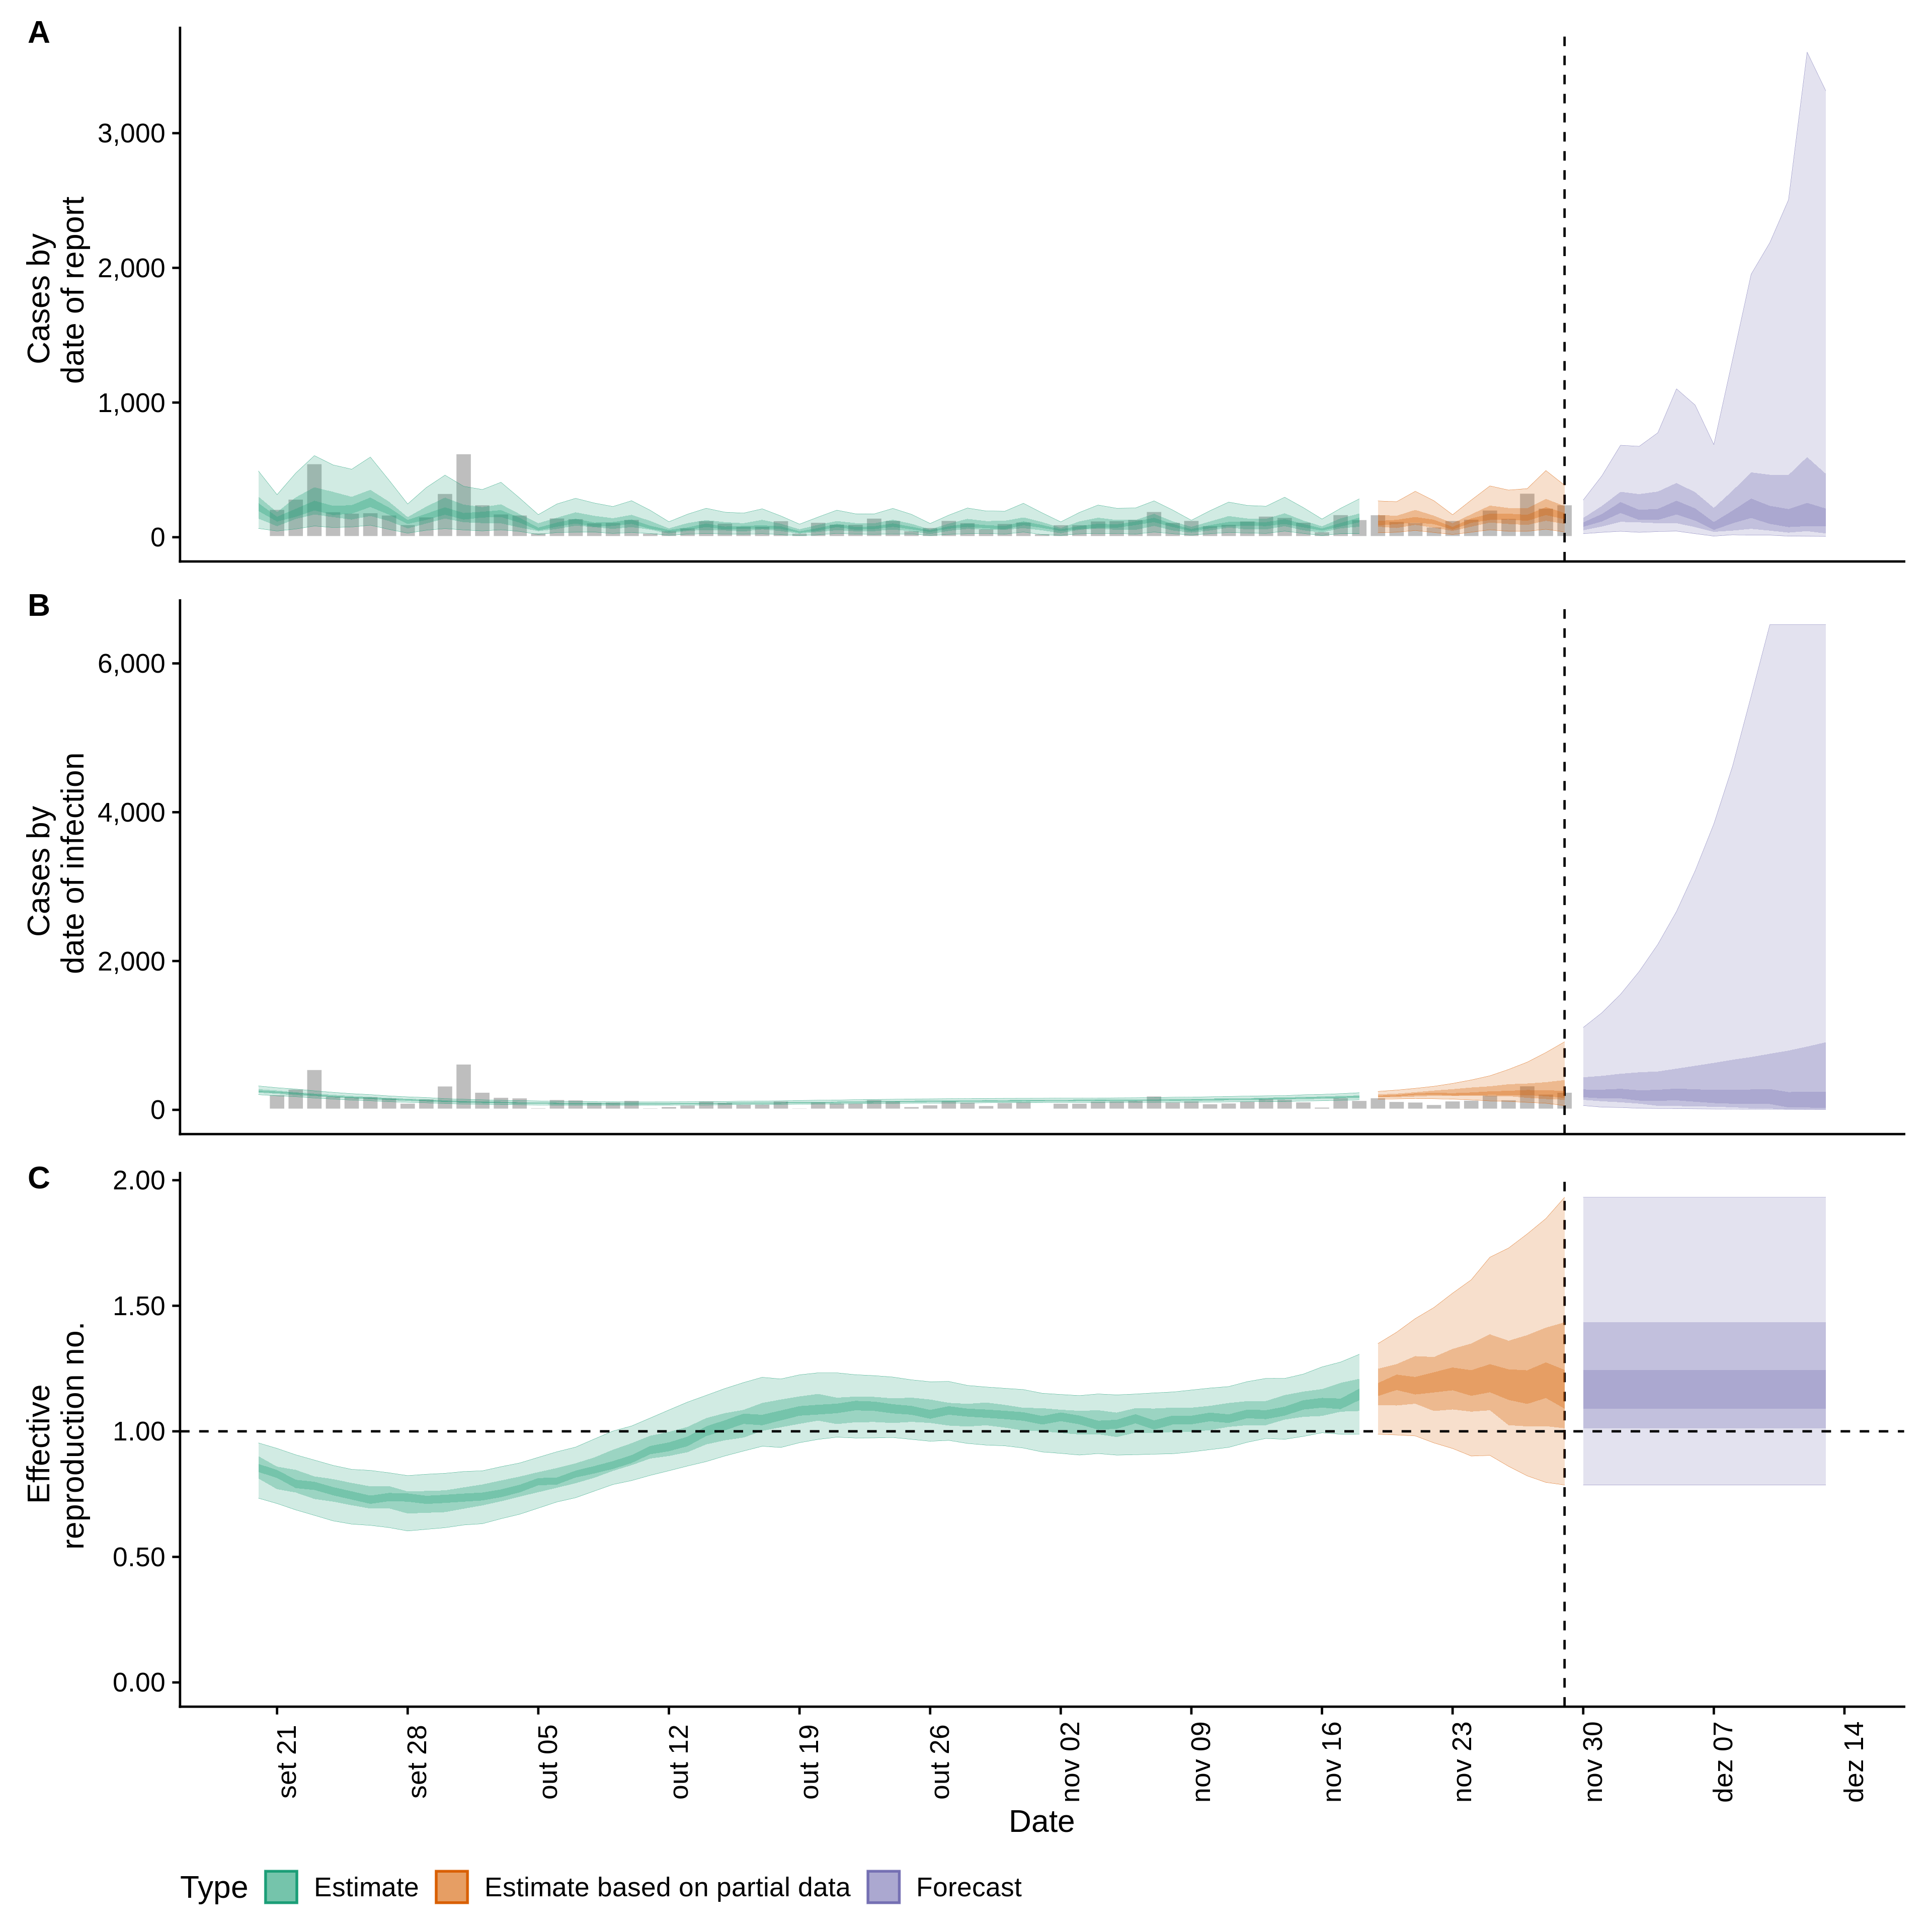 A
Cases by
date of report
3,000
2,000
1,000
0
B
Cases by
date of infection
6,000
4,000
2,000
0
C
Effective
reproduction no.
2.00
1.50
1.00
0.50
0.00
set 21
set 28
out 05
out 12
out 19
out 26
nov 02
nov 09
nov 16
nov 23
nov 30
dez 07
dez 14
Date
Type
Estimate
Estimate based on partial data
Forecast